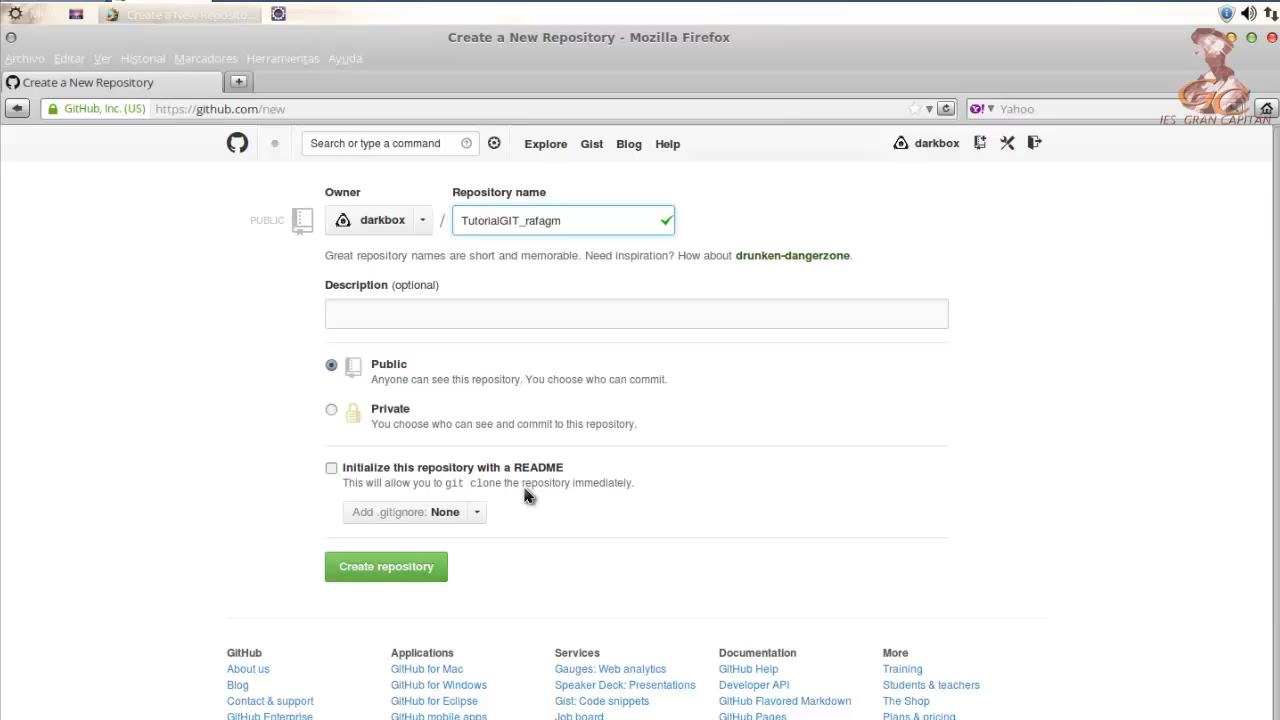 Create a New Reposito...
Create a New Repository - Mozilla Firefox
Archivo Editar Ver Historial Marcadores Herramientas Ayuda
Create a New Repository
GitHub, Inc. (US) https://github.com/new
Yahoo
IES GRAN CAPITAN
Search or type a command
Explore Gist Blog Help
darkbox
Owner Repository name
PUBLIC darkbox / TutorialGIT_rafagm
Great repository names are short and memorable. Need inspiration? How about drunken-dangerzone.
Description (optional)
Public
Anyone can see this repository. You choose who can commit.
Private
You choose who can see and commit to this repository.
Initialize this repository with a README
This will allow you to git clone the repository immediately.
Add .gitignore: None
Create repository
GitHub Applications Services Documentation More
About us GitHub for Mac Gauges: Web analytics GitHub Help Training
Blog GitHub for Windows Speaker Deck: Presentations Developer API Students & teachers
Contact & support GitHub for Eclipse Gist: Code snippets GitHub Flavored Markdown The Shop
GitHub Enterprise GitHub mobile apps Job board GitHub Pages Plans & pricing